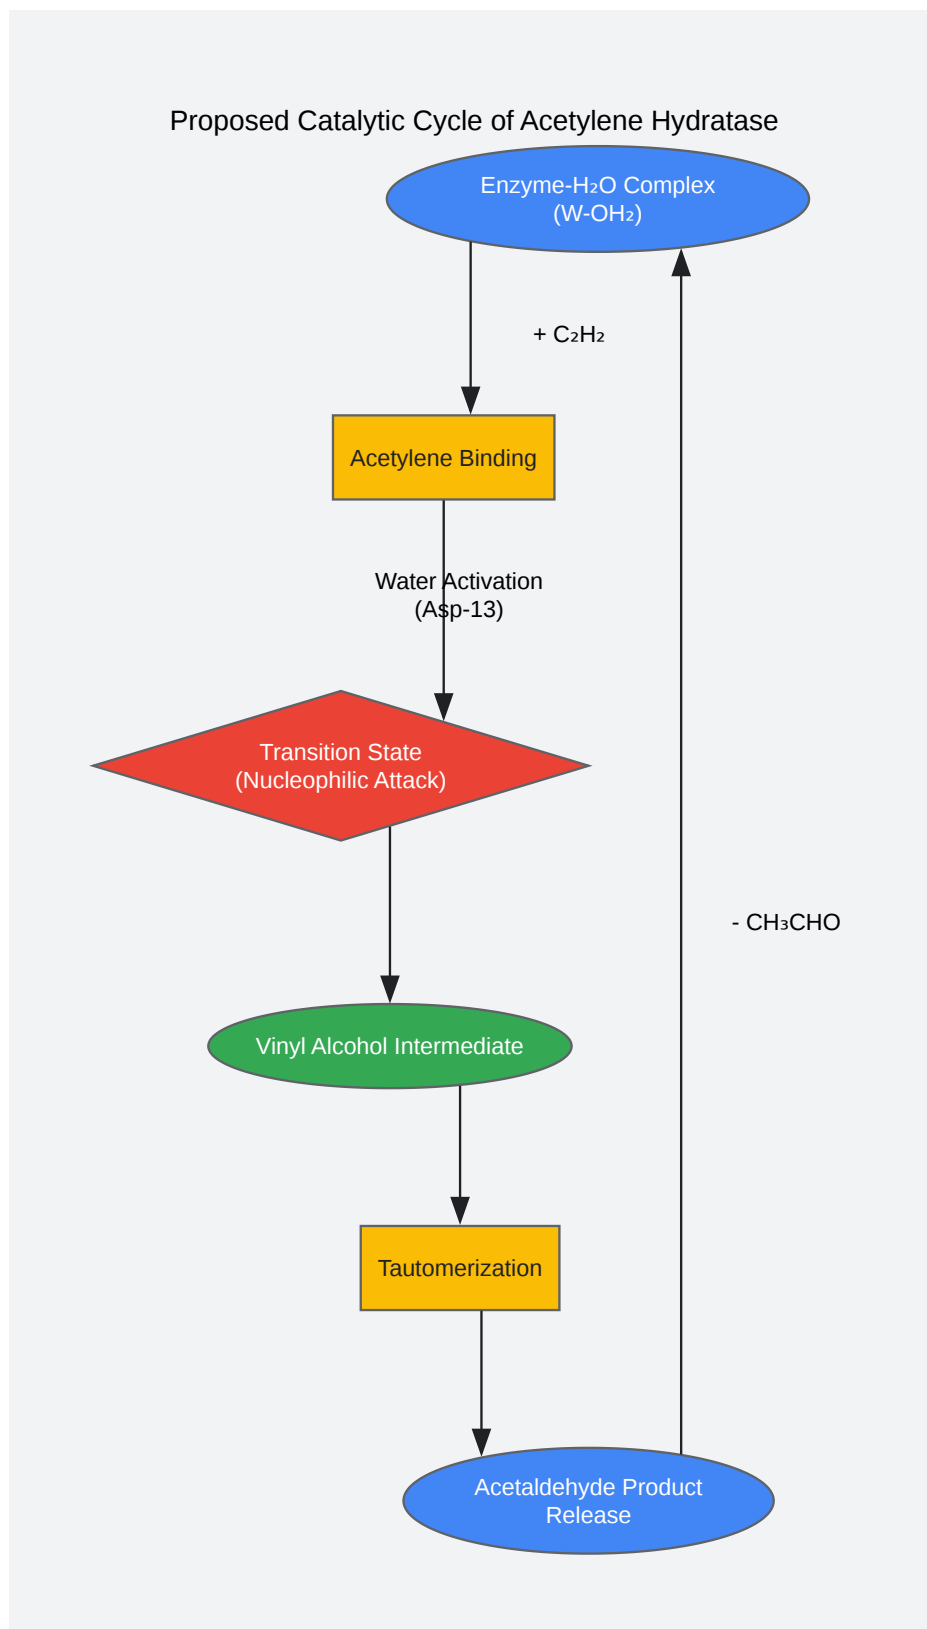 Proposed Catalytic Cycle of Acetylene Hydratase
Enzyme-H₂O Complex
(W-OH₂)
+ C₂H₂
Acetylene Binding
Water Activation
(Asp-13)
Transition State
(Nucleophilic Attack)
- CH₃CHO
Vinyl Alcohol Intermediate
Tautomerization
Acetaldehyde Product
Release